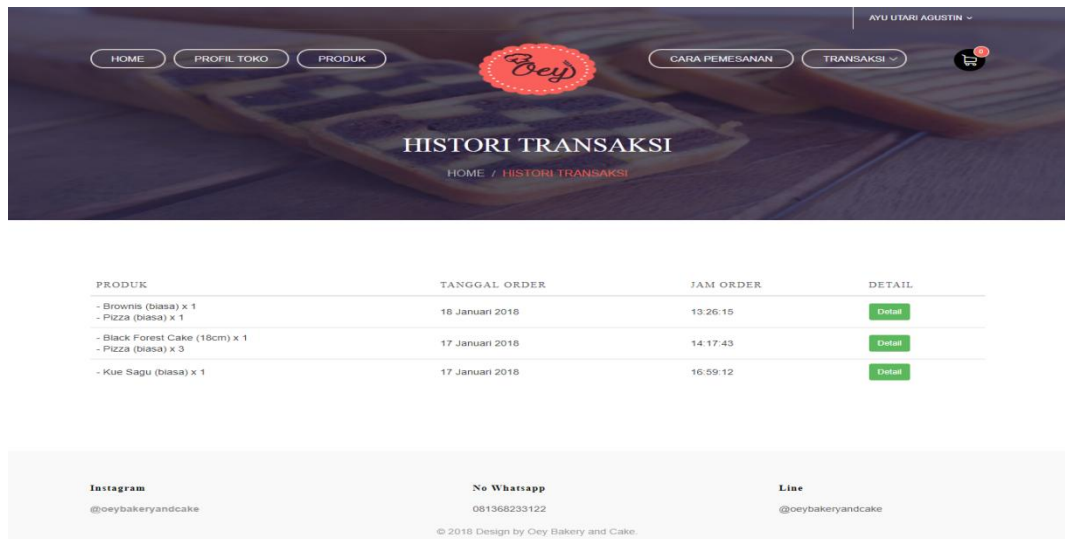 AYU UTARI AGUSTIN
HOME PROFIL TOKO PRODUK Oey CARA PEMESANAN TRANSAKSI 0
HISTORI TRANSAKSI
HOME / HISTORI TRANSAKSI
PRODUK TANGGAL ORDER JAM ORDER DETAIL
- Brownis (biasa) x 1
- Pizza (biasa) x 1
18 Januari 2018 13:26:15 Detail
- Black Forest Cake (18cm) x 1
- Pizza (biasa) x 3
17 Januari 2018 14:17:43 Detail
- Kue Sagu (biasa) x 1 17 Januari 2018 16:59:12 Detail
Instagram No Whatsapp Line
@oeybakeryandcake 081368233122 @oeybakeryandcake
© 2018 Design by Oey Bakery and Cake.